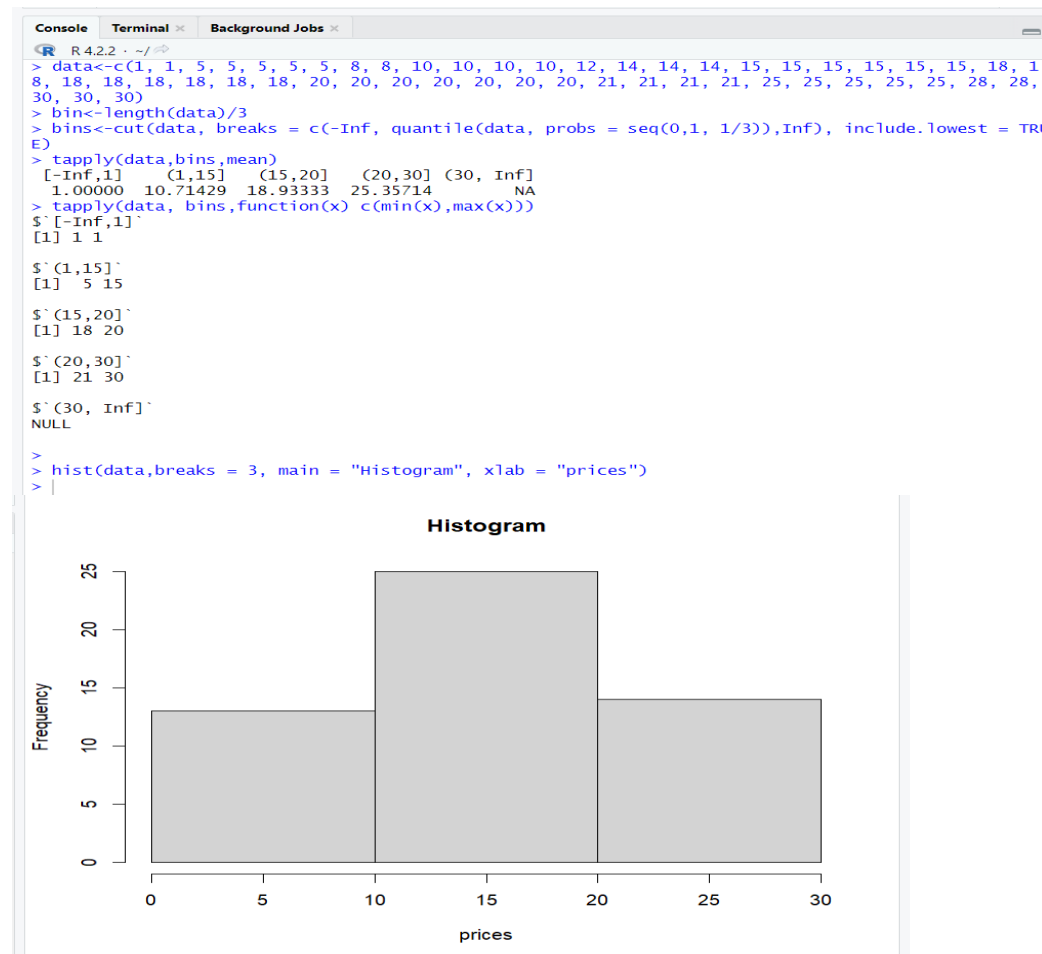 Console Terminal × Background Jobs ×
R R 4.2.2 · ~/
> data<-c(1, 1, 5, 5, 5, 5, 5, 8, 8, 10, 10, 10, 10, 12, 14, 14, 14, 15, 15, 15, 15, 15, 15, 18, 1
8, 18, 18, 18, 18, 18, 18, 20, 20, 20, 20, 20, 20, 20, 21, 21, 21, 21, 25, 25, 25, 25, 25, 28, 28,
30, 30, 30)
> bin<-length(data)/3
> bins<-cut(data, breaks = c(-Inf, quantile(data, probs = seq(0,1, 1/3)),Inf), include.lowest = TRU
E)
> tapply(data,bins,mean)
[-Inf,1] (1,15] (15,20] (20,30] (30, Inf]
1.00000 10.71429 18.93333 25.35714 NA
> tapply(data, bins,function(x) c(min(x),max(x)))
$`[-Inf,1]`
[1] 1 1
$`(1,15]`
[1] 5 15
$`(15,20]`
[1] 18 20
$`(20,30]`
[1] 21 30
$`(30, Inf]`
NULL
>
> hist(data,breaks = 3, main = "Histogram", xlab = "prices")
>
Histogram
25
20
15
10
5
0
Frequency
0 5 10 15 20 25 30
prices